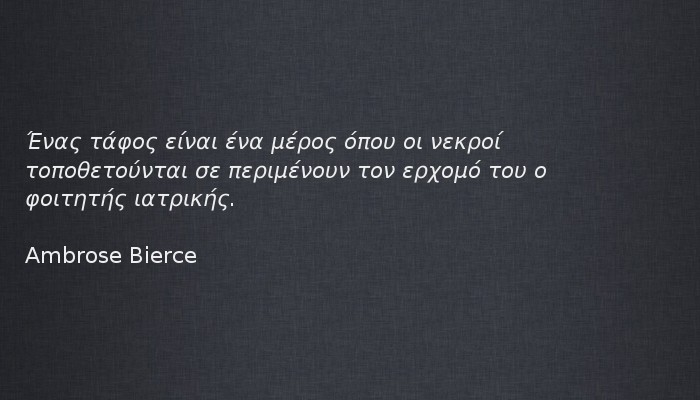 Ένας τάφος είναι ένα μέρος όπου οι νεκροί
τοποθετούνται σε περιμένουν τον ερχομό του ο
φοιτητής ιατρικής.
Ambrose Bierce